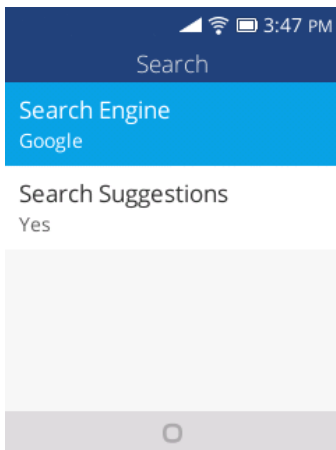 3:47 PM
Search
Search Engine
Google
Search Suggestions
Yes